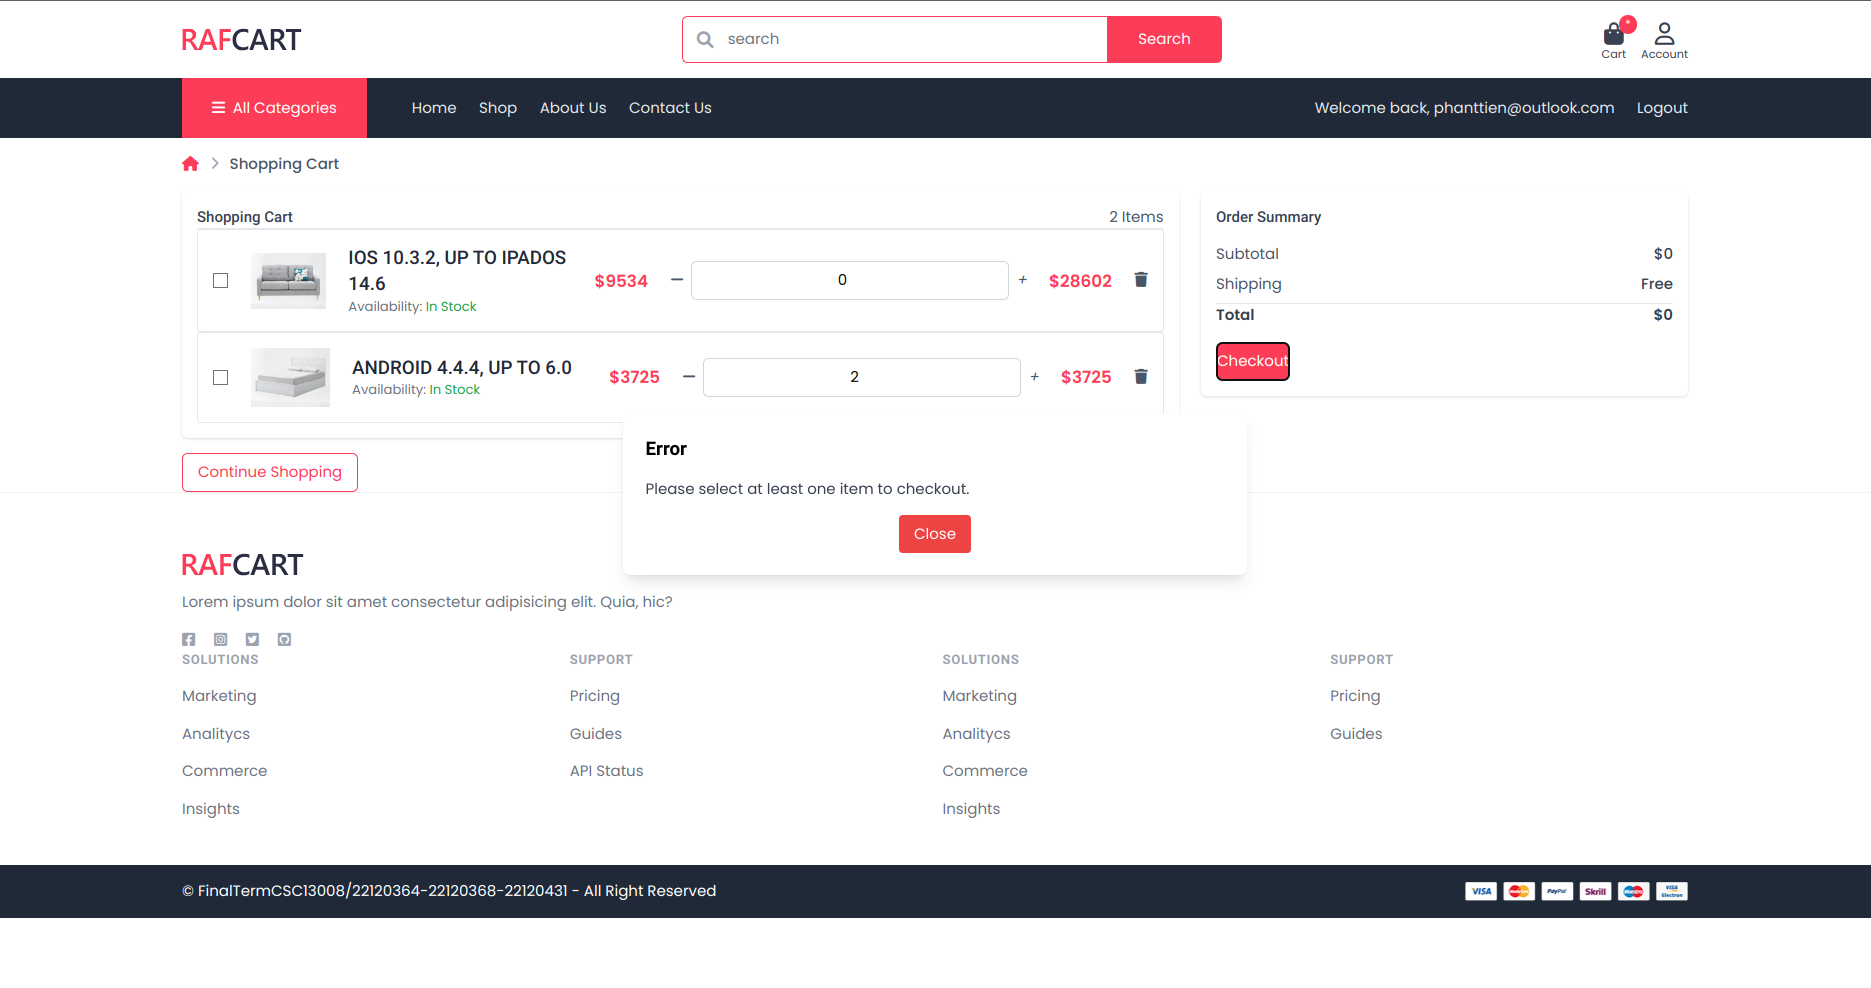 RAFCART
search
Search
*
Cart
Account
All Categories
Home
Shop
About Us
Contact Us
Welcome back, phanttien@outlook.com
Logout
Shopping Cart
Shopping Cart
2 Items
IOS 10.3.2, UP TO IPADOS
14.6
Availability: In Stock
$9534
0
+
$28602
ANDROID 4.4.4, UP TO 6.0
Availability: In Stock
$3725
2
+
$3725
Order Summary
Subtotal
$0
Shipping
Free
Total
$0
Checkout
Error
Please select at least one item to checkout.
Close
Continue Shopping
RAFCART
Lorem ipsum dolor sit amet consectetur adipisicing elit. Quia, hic?
SOLUTIONS
Marketing
Analitycs
Commerce
Insights
SUPPORT
Pricing
Guides
API Status
SOLUTIONS
Marketing
Analitycs
Commerce
Insights
SUPPORT
Pricing
Guides
© FinalTermCSC13008/22120364-22120368-22120431 - All Right Reserved
VISA
MasterCard
PayPal
Skrill
Maestro
VISA
Electron